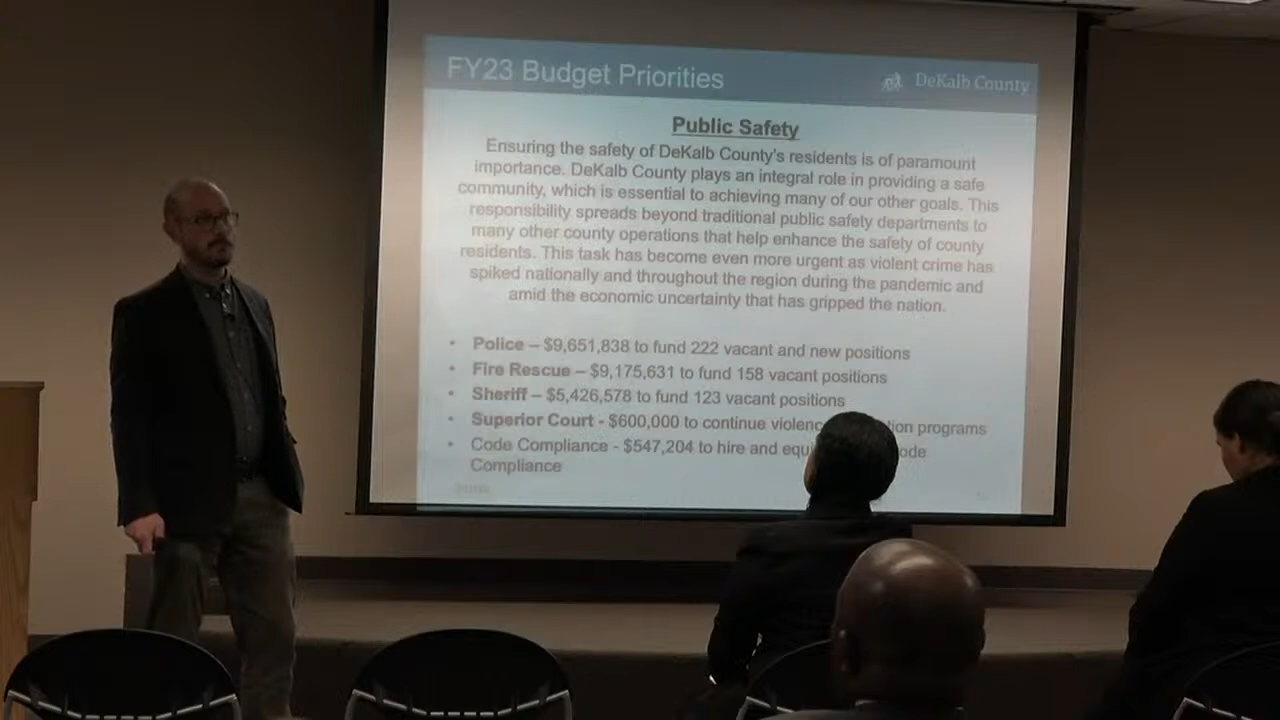 FY23 Budget Priorities
DeKalb County
Public Safety
Ensuring the safety of DeKalb County's residents is of paramount
importance. DeKalb County plays an integral role in providing a safe
community, which is essential to achieving many of our other goals. This
responsibility spreads beyond traditional public safety departments to
many other county operations that help enhance the safety of county
residents. This task has become even more urgent as violent crime has
spiked nationally and throughout the region during the pandemic and
amid the economic uncertainty that has gripped the nation.
• Police – $9,651,838 to fund 222 vacant and new positions
• Fire Rescue – $9,175,631 to fund 158 vacant positions
• Sheriff – $5,426,578 to fund 123 vacant positions
• Superior Court - $600,000 to continue programs
• Code Compliance - $547,204 to hire and
Compliance